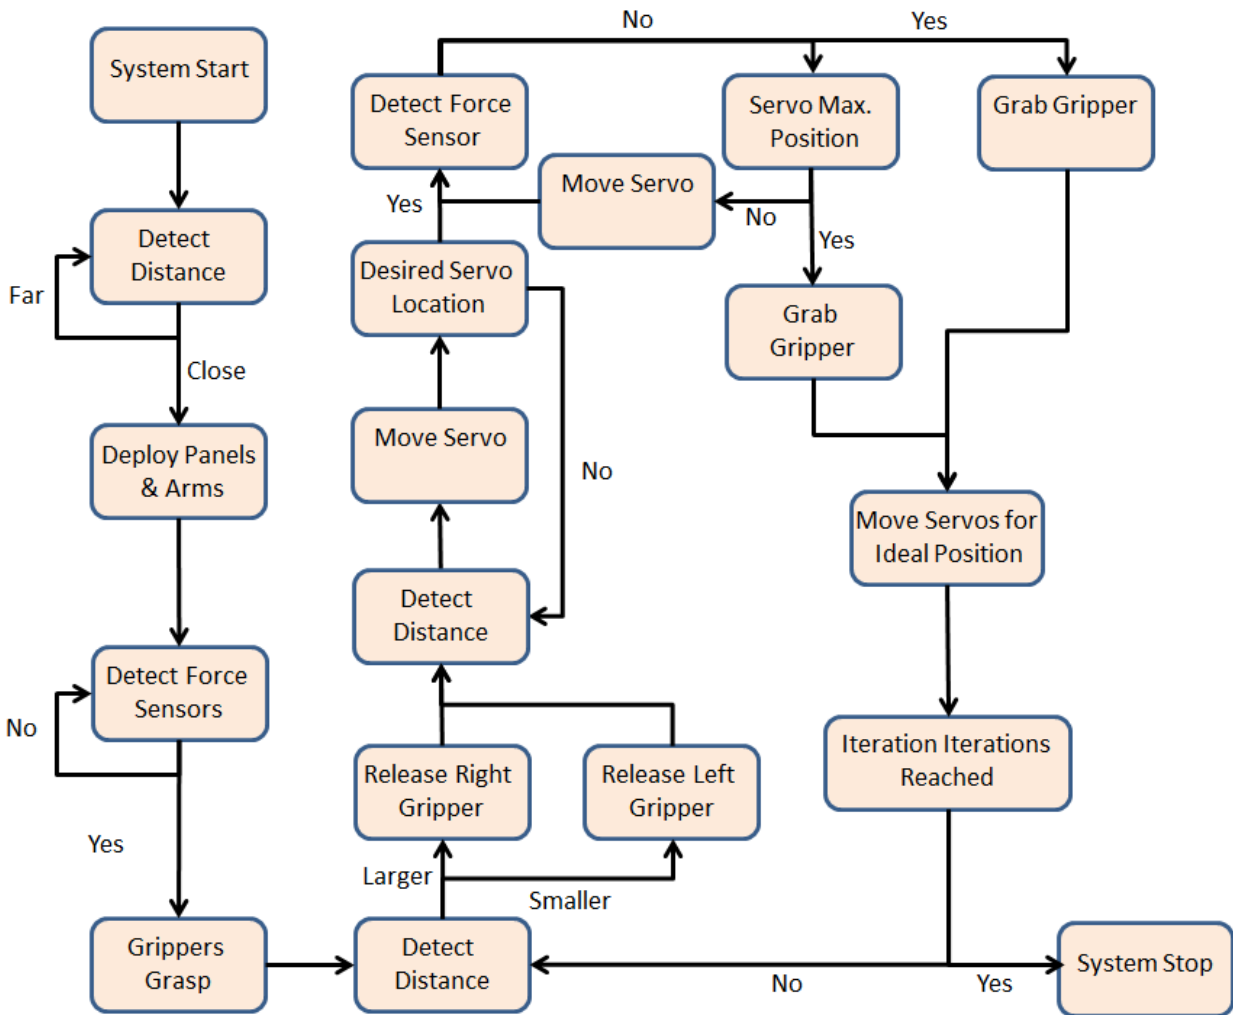 System Start
Detect
Distance
Far
Close
Deploy Panels
& Arms
Detect Force
Sensors
No
Yes
Grippers
Grasp
Detect
Distance
Larger
Smaller
Release Right
Gripper
Release Left
Gripper
Detect
Distance
Move Servo
Desired Servo
Location
No
Yes
Detect Force
Sensor
No
Yes
Servo Max.
Position
Grab Gripper
Move Servo
No
Yes
Grab
Gripper
Move Servos for
Ideal Position
Iteration Iterations
Reached
No
Yes
System Stop